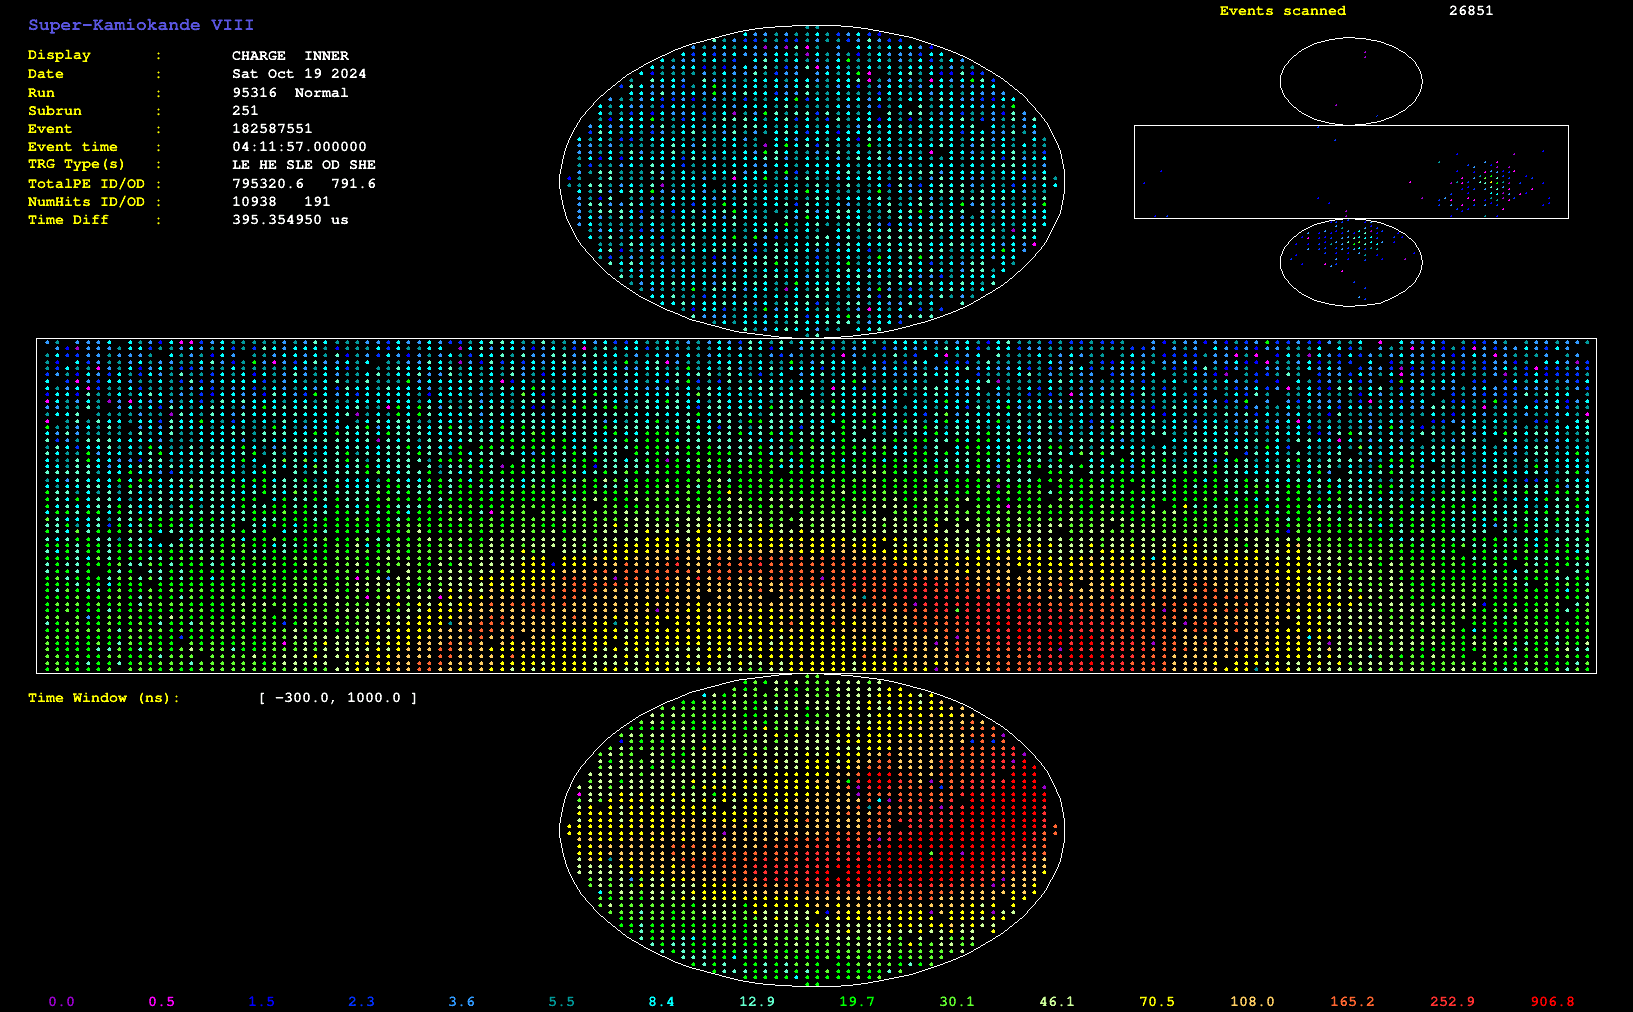 Super-Kamiokande VIII
Events scanned 26851
Display : CHARGE INNER
Date : Sat Oct 19 2024
Run : 95316 Normal
Subrun : 251
Event : 182587551
Event time : 04:11:57.000000
TRG Type(s) : LE HE SLE OD SHE
TotalPE ID/OD : 795320.6 791.6
NumHits ID/OD : 10938 191
Time Diff : 395.354950 us
Time Window (ns): [ −300.0, 1000.0 ]
0.0 0.5 1.5 2.3 3.6 5.5 8.4 12.9 19.7 30.1 46.1 70.5 108.0 165.2 252.9 906.8